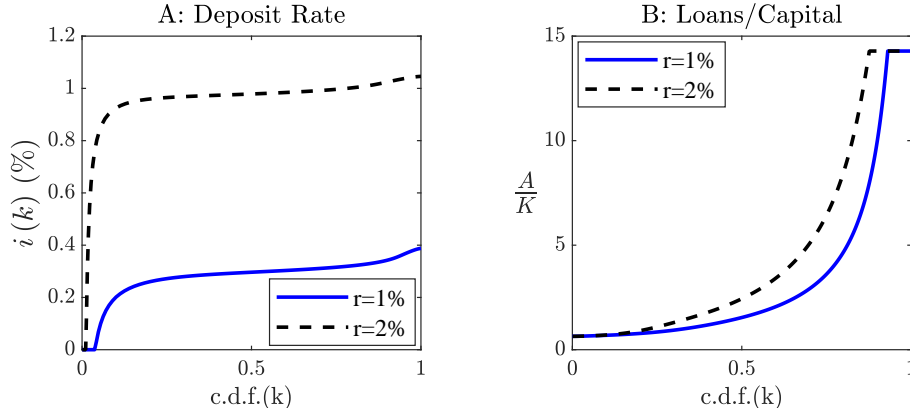 A: Deposit Rate
1.2
1
0.8
0.6
0.4
0.2
0
i (k) (%)
r=1%
r=2%
0 0.5 1
c.d.f.(k)
B: Loans/Capital
15
10
5
0
A
K
r=1%
r=2%
0 0.5 1
c.d.f.(k)